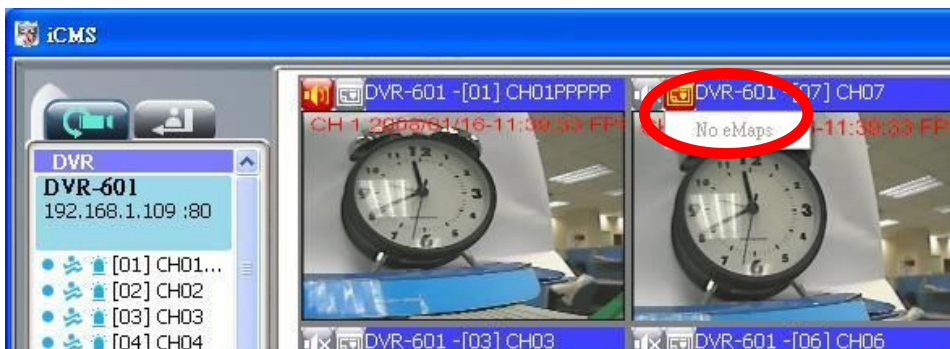 iCMS
DVR
DVR-601
192.168.1.109 :80
[01] CH01...
[02] CH02
[03] CH03
[04] CH04
DVR-601 -[01] CH01PPPPP
CH 1 2008/01/16-11:39:33 FP
DVR-601 -[07] CH07
No eMaps
-11:39:33 FP
DVR-601 -[03] CH03
DVR-601 -[06] CH06